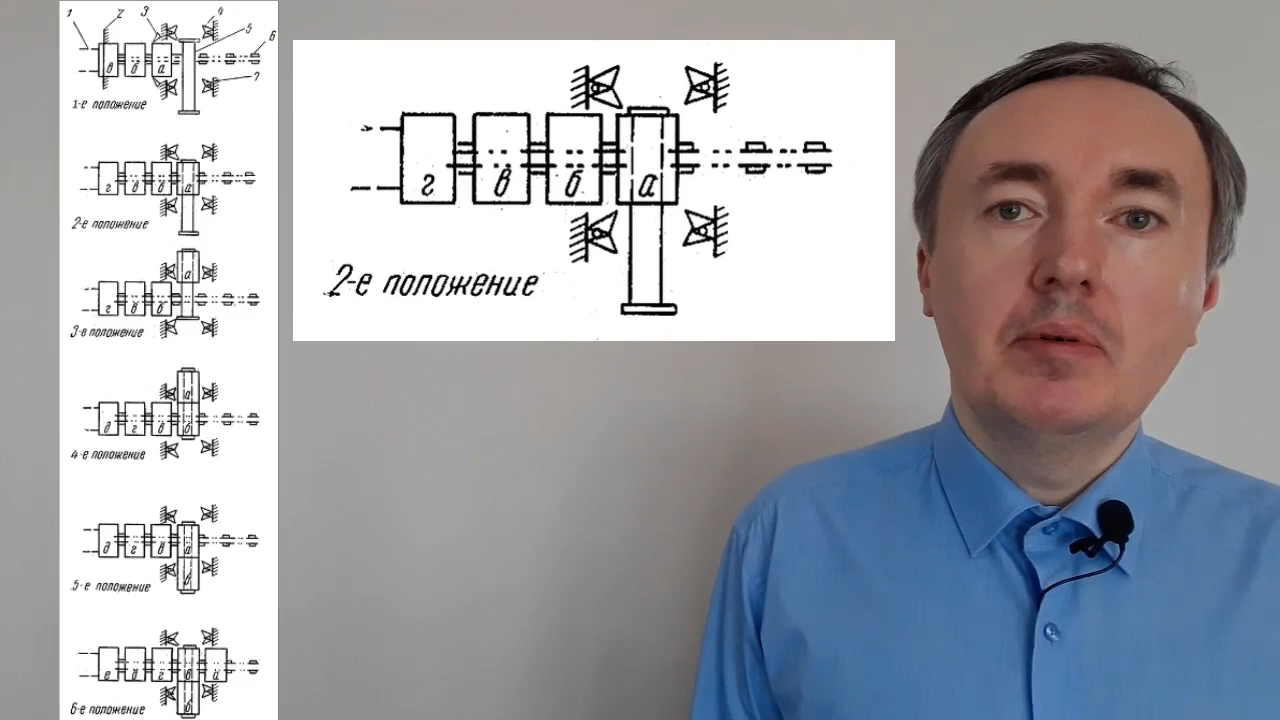 1 2 3 4 5 6
7
в б а
1-е положение
г в б а
2-е положение
а
г в б
3-е положение
а
д г в б
4-е положение
д г в а
б
5-е положение
е д г в а
б
6-е положение
г в б а
2-е положение